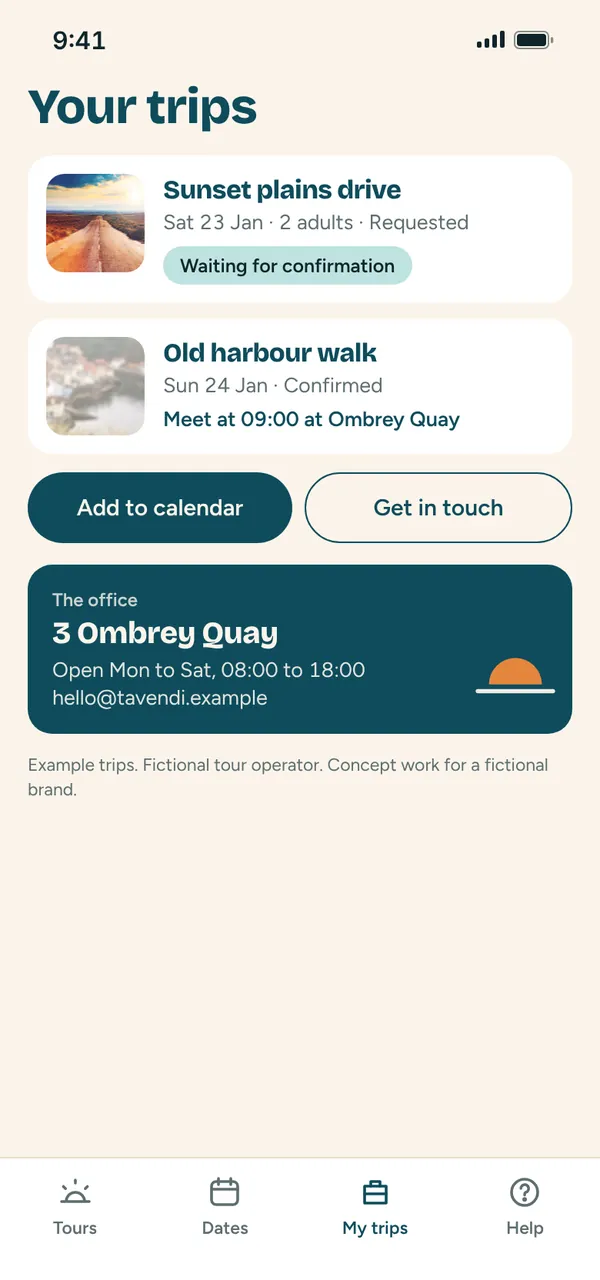 9:41
Your trips
Sunset plains drive
Sat 23 Jan · 2 adults · Requested
Waiting for confirmation
Old harbour walk
Sun 24 Jan · Confirmed
Meet at 09:00 at Ombrey Quay
Add to calendar
Get in touch
The office
3 Ombrey Quay
Open Mon to Sat, 08:00 to 18:00
hello@tavendi.example
Example trips. Fictional tour operator. Concept work for a fictional
brand.
Tours
Dates
My trips
Help